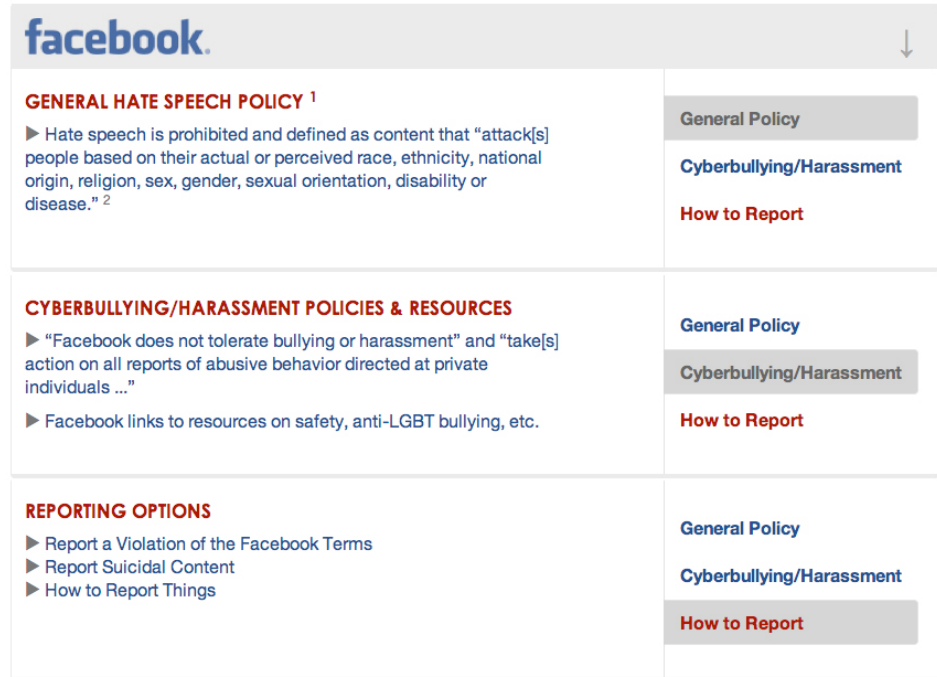 facebook.
↓
GENERAL HATE SPEECH POLICY 1
▶ Hate speech is prohibited and defined as content that “attack[s]
people based on their actual or perceived race, ethnicity, national
origin, religion, sex, gender, sexual orientation, disability or
disease.” 2
General Policy
Cyberbullying/Harassment
How to Report
CYBERBULLYING/HARASSMENT POLICIES & RESOURCES
▶ “Facebook does not tolerate bullying or harassment” and “take[s]
action on all reports of abusive behavior directed at private
individuals ...”
▶ Facebook links to resources on safety, anti-LGBT bullying, etc.
General Policy
Cyberbullying/Harassment
How to Report
REPORTING OPTIONS
▶ Report a Violation of the Facebook Terms
▶ Report Suicidal Content
▶ How to Report Things
General Policy
Cyberbullying/Harassment
How to Report